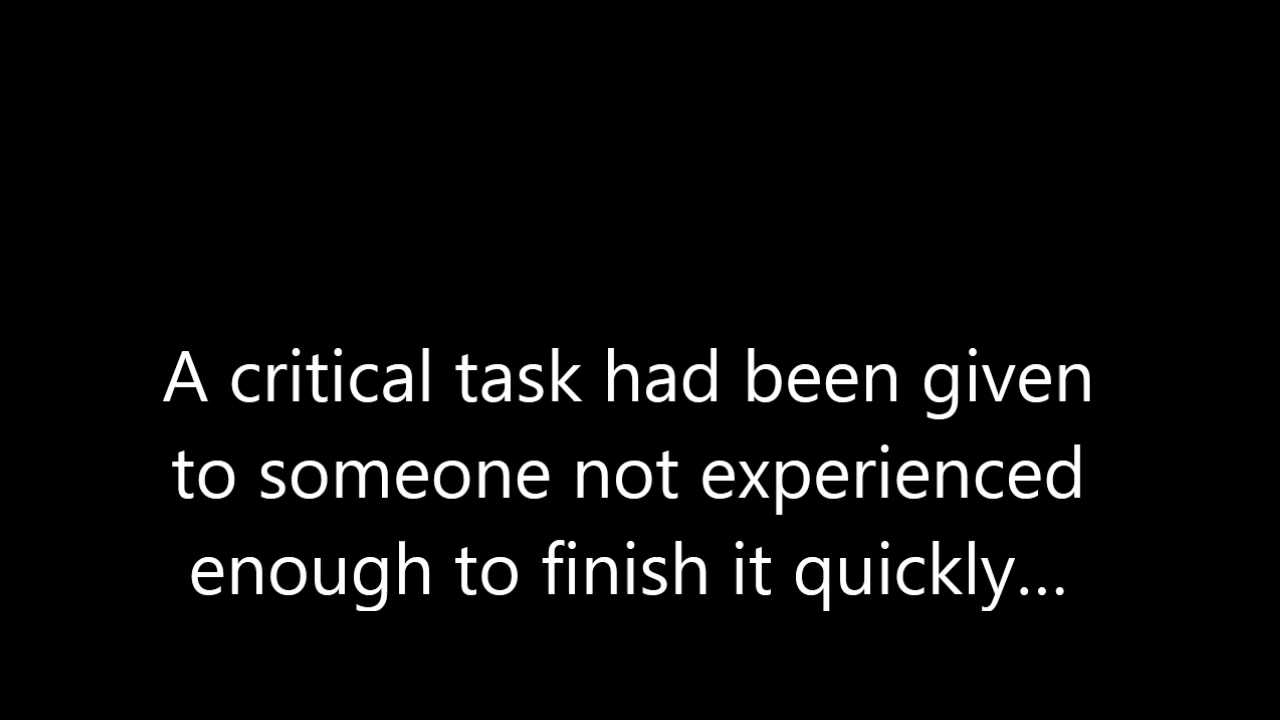 A critical task had been given
to someone not experienced
enough to finish it quickly...